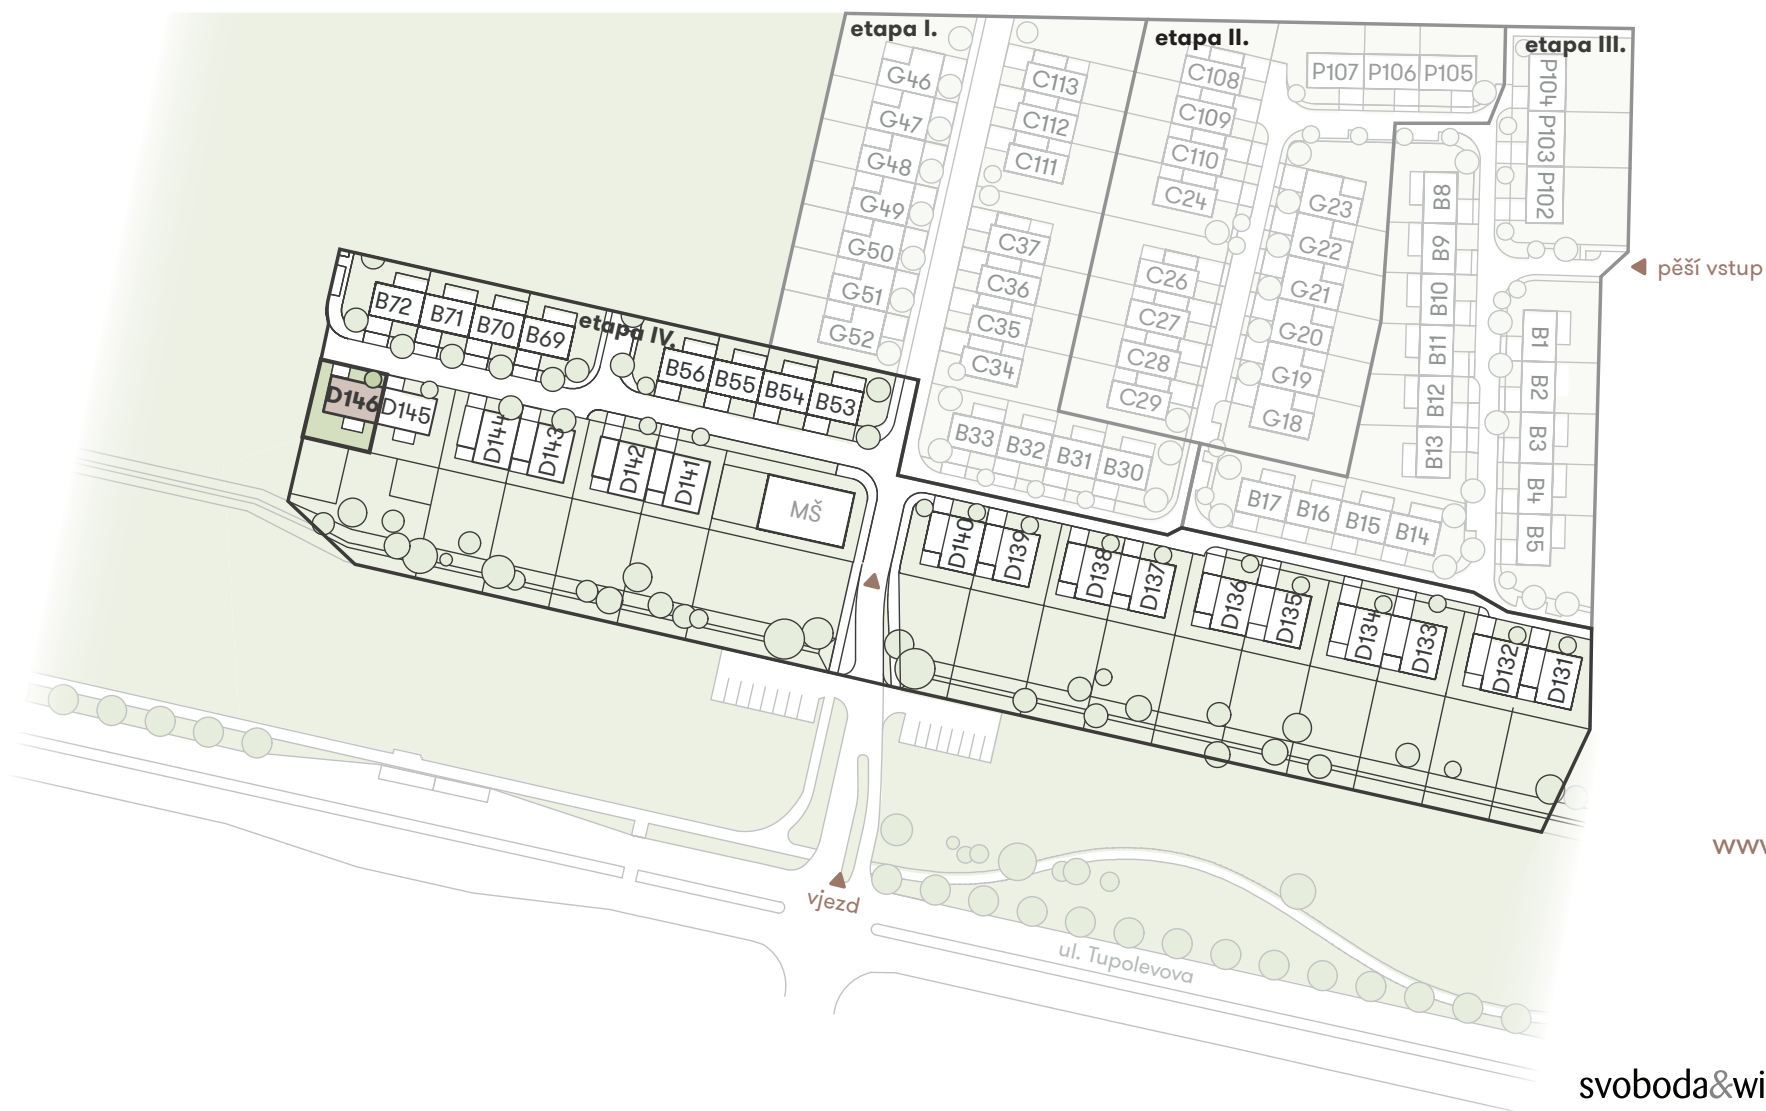 etapa I.
etapa II.
etapa III.
G46
G47
G48
G49
G50
G51
G52
C113
C112
C111
C37
C36
C35
C34
C108
C109
C110
C24
C26
C27
C28
C29
P107 P106 P105
P104
P103
P102
G23
G22
G21
G20
G19
G18
B8
B9
B10
B11
B12
B13
B1
B2
B3
B4
B5
B33 B32 B31 B30
B17 B16 B15 B14
pěší vstup
etapa IV.
B72 B71 B70 B69
B56 B55 B54 B53
D146 D145
D144
D143
D142
D141
MŠ
D140
D139
D138
D137
D136
D135
D134
D133
D132
D131
vjezd
ul. Tupolevova
www
svoboda&wi